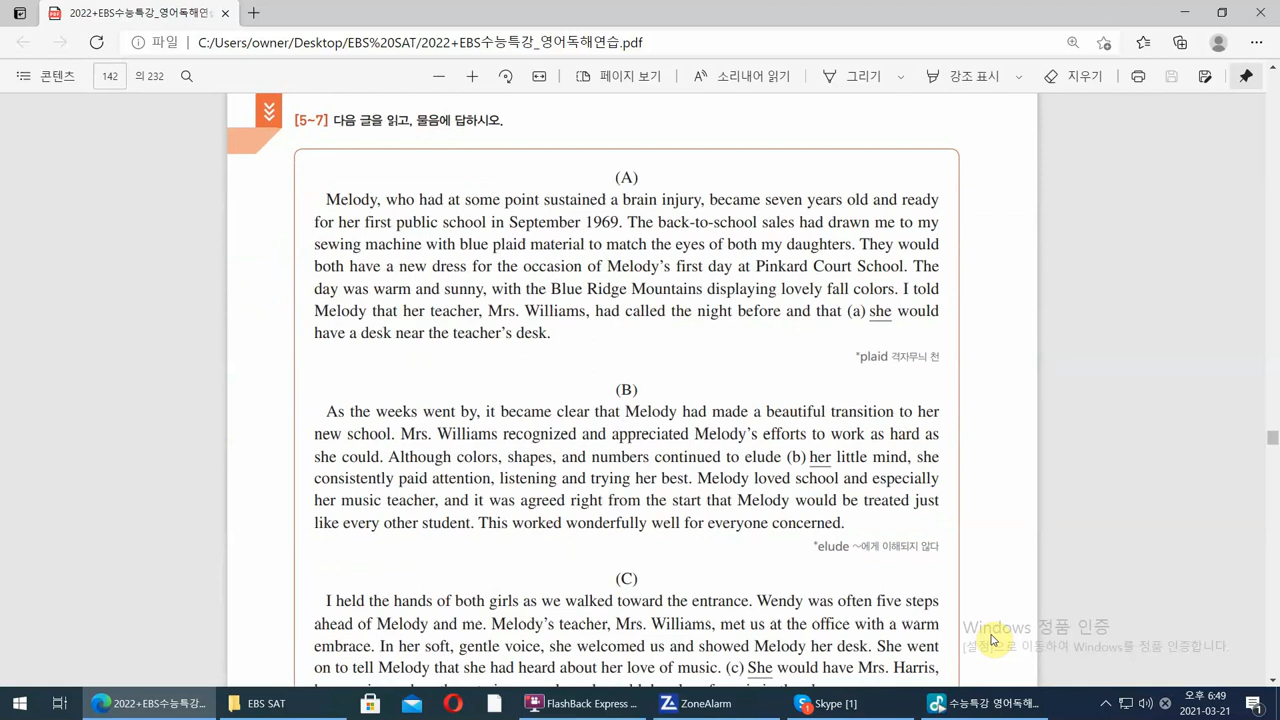 2022+EBS수능특강_영어독해연습
파일
C:/Users/owner/Desktop/EBS%20SAT/2022+EBS수능특강_영어독해연습.pdf
콘텐츠
142
의 232
페이지 보기
소리내어 읽기
그리기
강조 표시
지우기
[5~7] 다음 글을 읽고, 물음에 답하시오.
(A)
Melody, who had at some point sustained a brain injury, became seven years old and ready
for her first public school in September 1969. The back-to-school sales had drawn me to my
sewing machine with blue plaid material to match the eyes of both my daughters. They would
both have a new dress for the occasion of Melody's first day at Pinkard Court School. The
day was warm and sunny, with the Blue Ridge Mountains displaying lovely fall colors. I told
Melody that her teacher, Mrs. Williams, had called the night before and that (a) she would
have a desk near the teacher's desk.
*plaid 격자무늬 천
(B)
As the weeks went by, it became clear that Melody had made a beautiful transition to her
new school. Mrs. Williams recognized and appreciated Melody's efforts to work as hard as
she could. Although colors, shapes, and numbers continued to elude (b) her little mind, she
consistently paid attention, listening and trying her best. Melody loved school and especially
her music teacher, and it was agreed right from the start that Melody would be treated just
like every other student. This worked wonderfully well for everyone concerned.
*elude ~에게 이해되지 않다
(C)
I held the hands of both girls as we walked toward the entrance. Wendy was often five steps
ahead of Melody and me. Melody's teacher, Mrs. Williams, met us at the office with a warm
embrace. In her soft, gentle voice, she welcomed us and showed Melody her desk. She went
on to tell Melody that she had heard about her love of music. (c) She would have Mrs. Harris,
Windows 정품 인증
[설정]으로 이동하여 Windows를 정품 인증합니다.
2022+EBS수능특강...
EBS SAT
FlashBack Express ...
ZoneAlarm
Skype [1]
수능특강 영어독해...
오후 6:49
2021-03-21